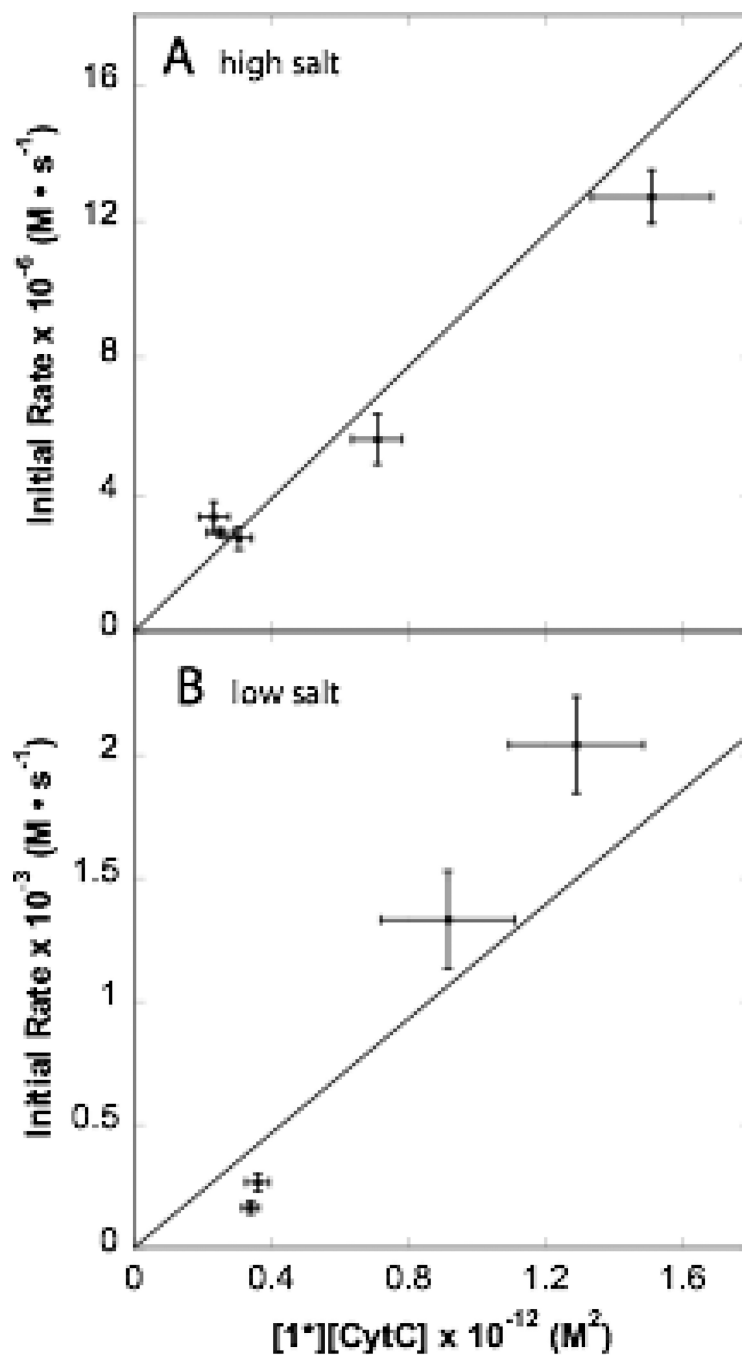 A high salt
16
12
8
4
0
Initial Rate x 10⁻⁶ (M • s⁻¹)
B low salt
2
1.5
1
0.5
0
Initial Rate x 10⁻³ (M • s⁻¹)
0 0.4 0.8 1.2 1.6
[1*][CytC] x 10⁻¹² (M²)